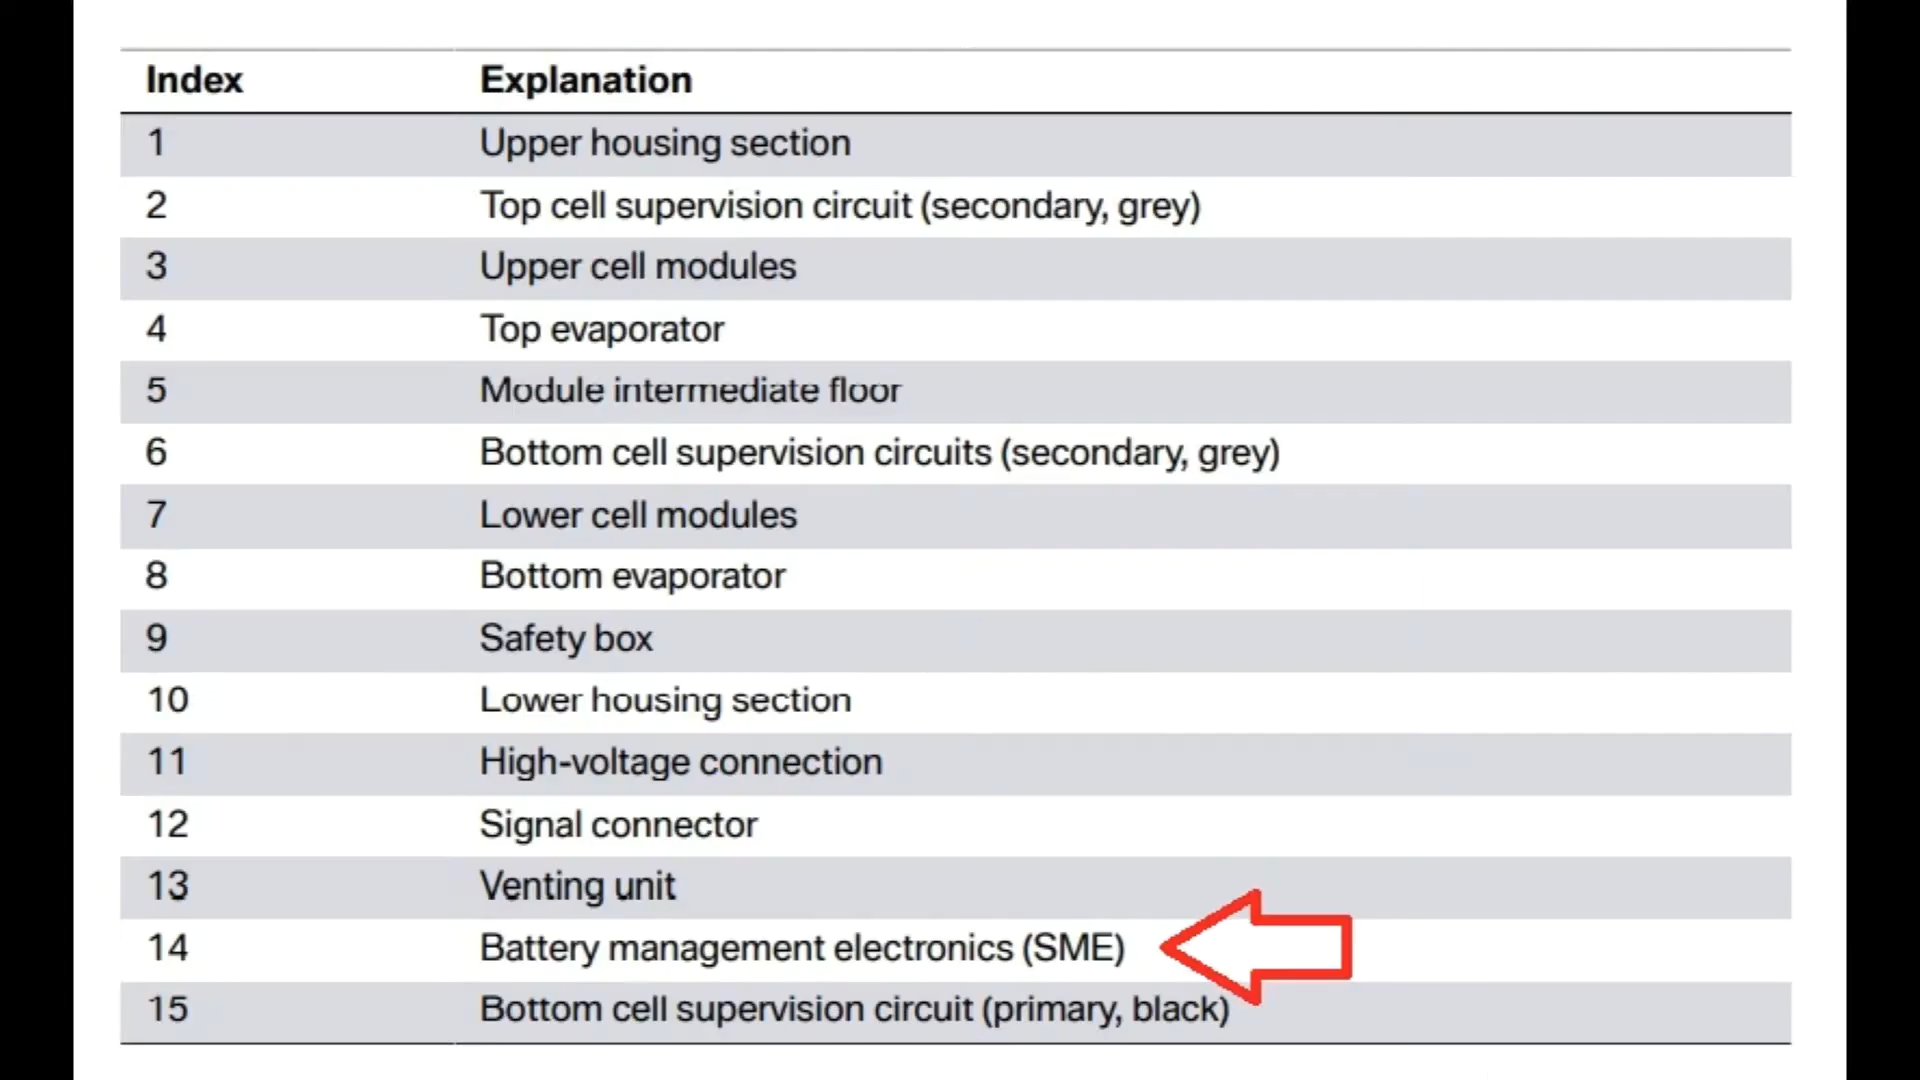 Index Explanation
1 Upper housing section
2 Top cell supervision circuit (secondary, grey)
3 Upper cell modules
4 Top evaporator
5 Module intermediate floor
6 Bottom cell supervision circuits (secondary, grey)
7 Lower cell modules
8 Bottom evaporator
9 Safety box
10 Lower housing section
11 High-voltage connection
12 Signal connector
13 Venting unit
14 Battery management electronics (SME)
15 Bottom cell supervision circuit (primary, black)